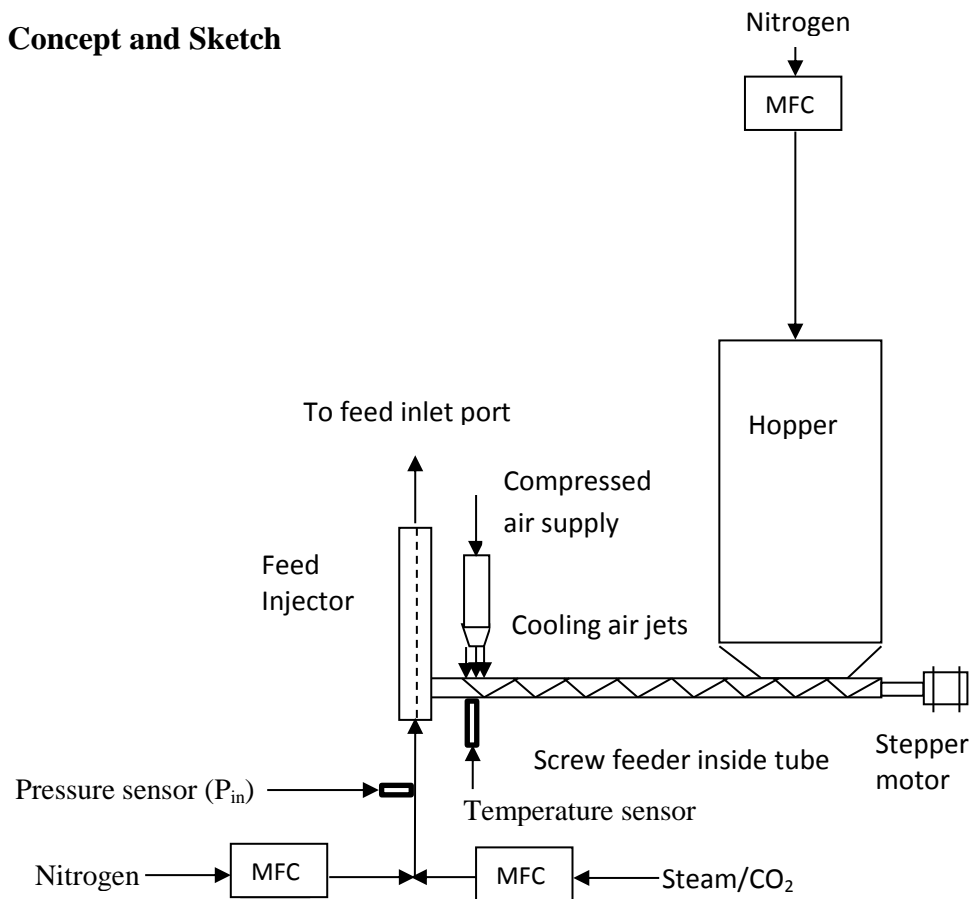 Concept and Sketch
Nitrogen
MFC
To feed inlet port
Hopper
Compressed
air supply
Feed
Injector
Cooling air jets
Stepper
motor
Screw feeder inside tube
Pressure sensor (Pin)
Temperature sensor
Nitrogen
MFC
MFC
Steam/CO2